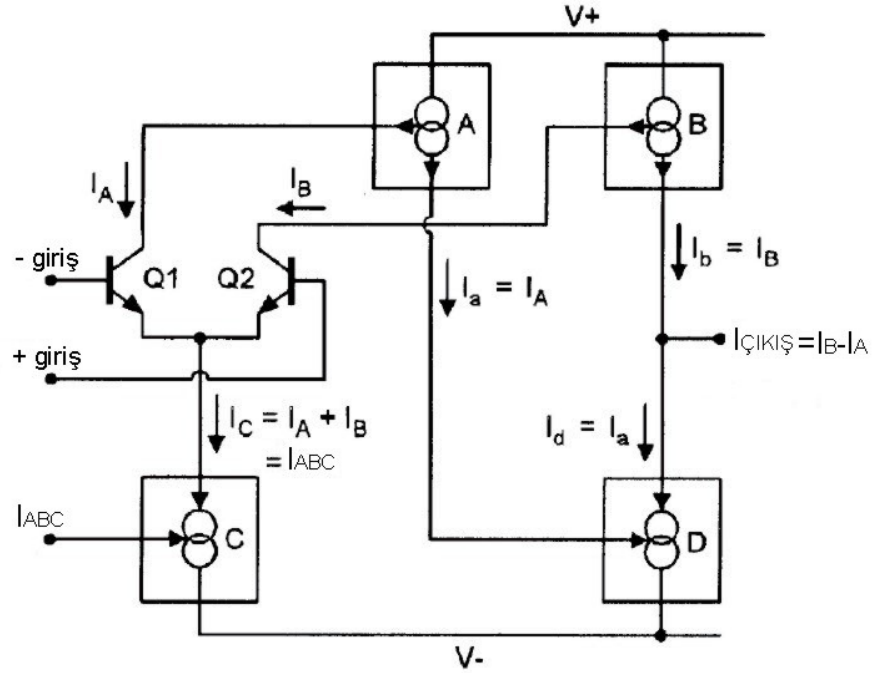 V+
A
B
I_A
I_B
I_b = I_B
- giriş
Q1
Q2
I_a = I_A
+ giriş
I_ÇIKIŞ = I_B-I_A
I_C = I_A + I_B
= I_ABC
I_d = I_a
I_ABC
C
D
V-